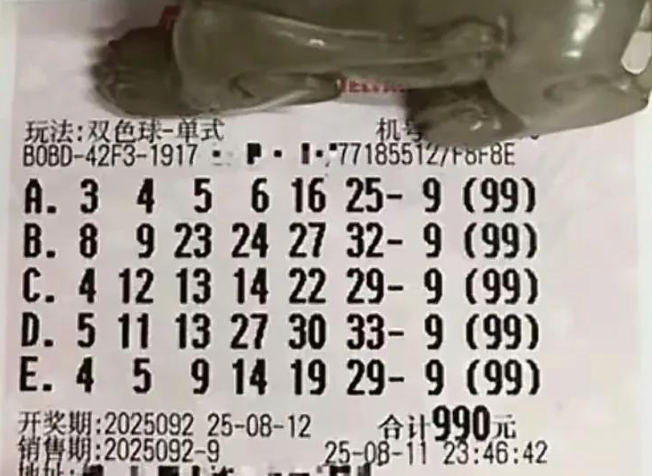 玩法:双色球-单式 机号
B0BD-42F3-1917 77185512/F8F8E
A. 3 4 5 6 16 25- 9 (99)
B. 8 9 23 24 27 32- 9 (99)
C. 4 12 13 14 22 29- 9 (99)
D. 5 11 13 27 30 33- 9 (99)
E. 4 5 9 14 19 29- 9 (99)
开奖期:2025092 25-08-12 合计990元
销售期:2025092-9 25-08-11 23:46:42
地址: